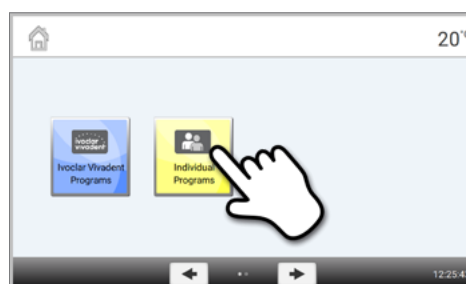 20°
ivoclar
vivadent
Ivoclar Vivadent
Programs
Individual
Programs
12:25:4